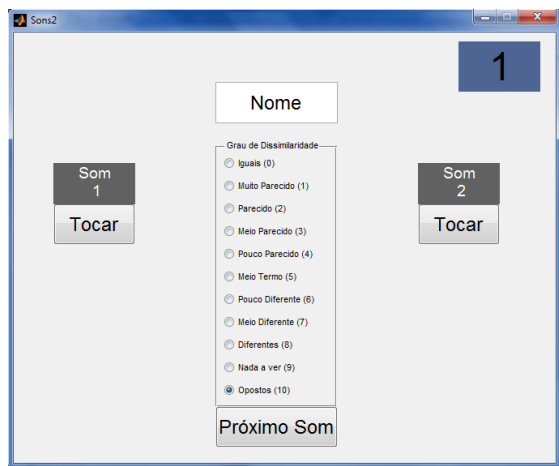 Sons2
1
Nome
Grau de Dissimilaridade
Som
1
Tocar
Iguais (0)
Muito Parecido (1)
Parecido (2)
Meio Parecido (3)
Pouco Parecido (4)
Meio Termo (5)
Pouco Diferente (6)
Meio Diferente (7)
Diferentes (8)
Nada a ver (9)
Opostos (10)
Som
2
Tocar
Próximo Som